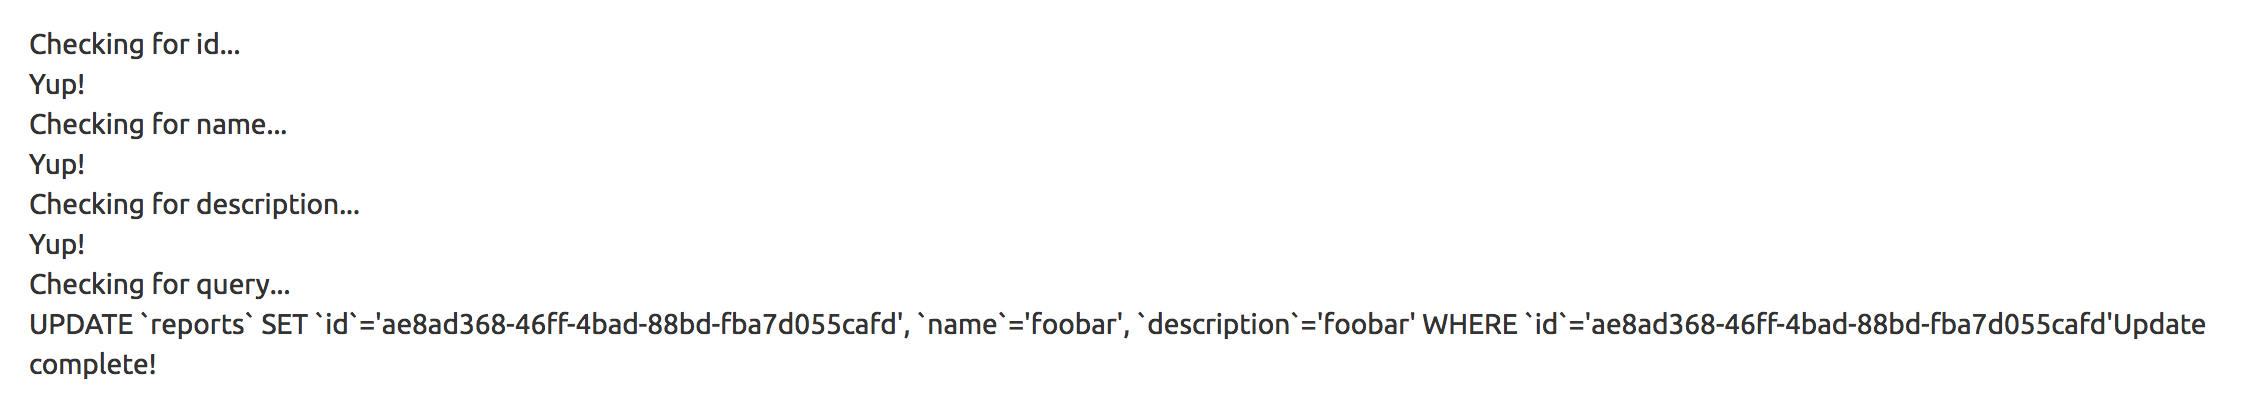 Checking for id...
Yup!
Checking for name...
Yup!
Checking for description...
Yup!
Checking for query...
UPDATE `reports` SET `id`='ae8ad368-46ff-4bad-88bd-fba7d055cafd', `name`='foobar', `description`='foobar' WHERE `id`='ae8ad368-46ff-4bad-88bd-fba7d055cafd'Update
complete!